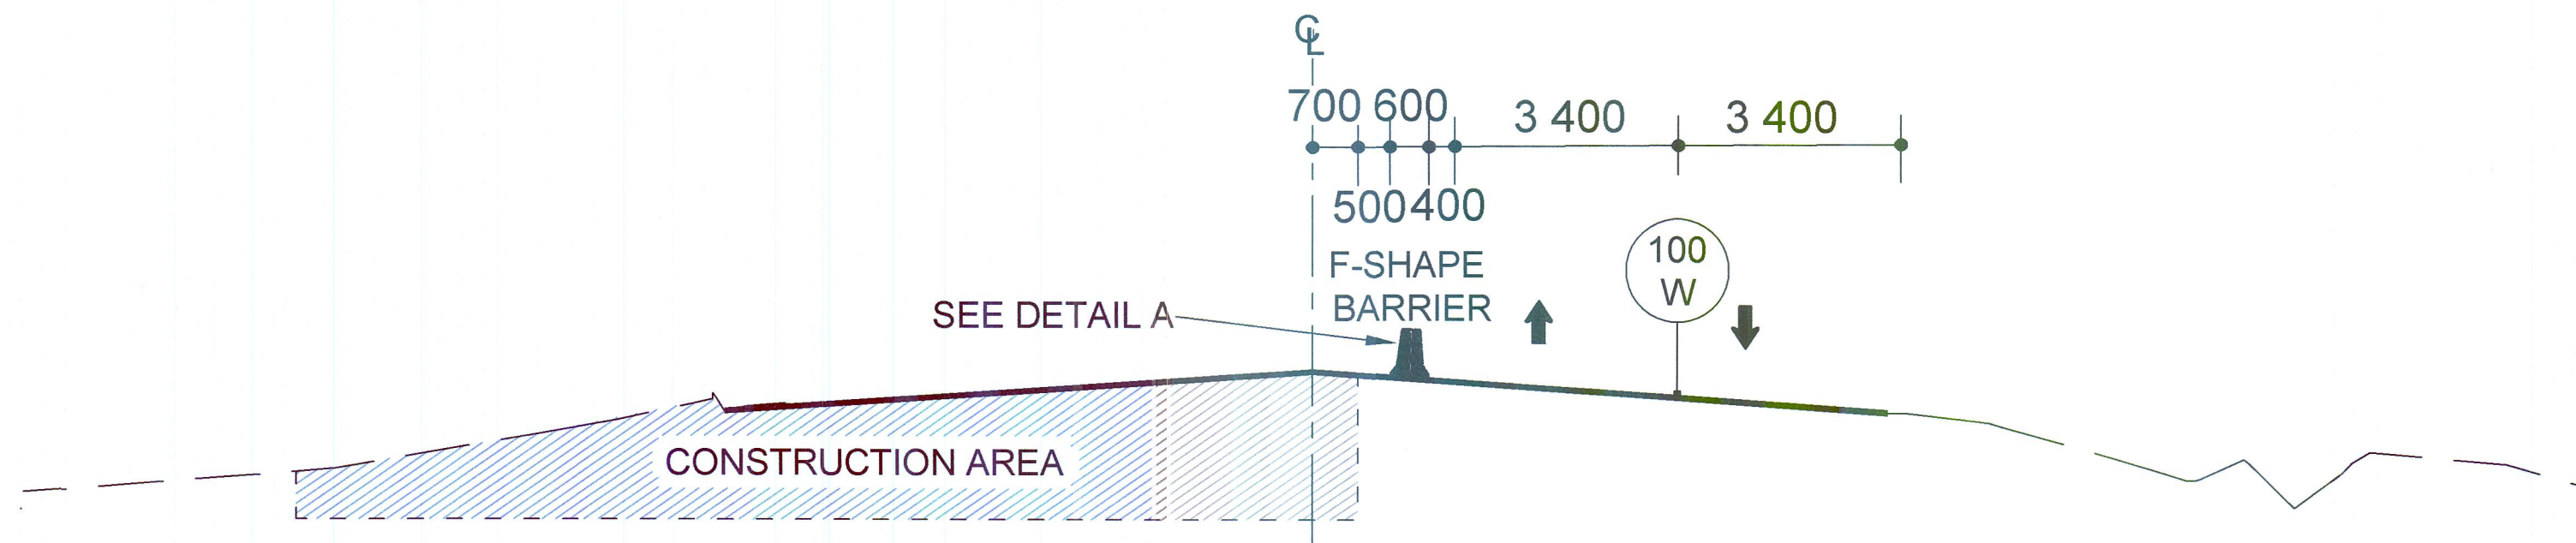 ℄
700 600 3 400 3 400
500 400
F-SHAPE
BARRIER
100
W
SEE DETAIL A
CONSTRUCTION AREA